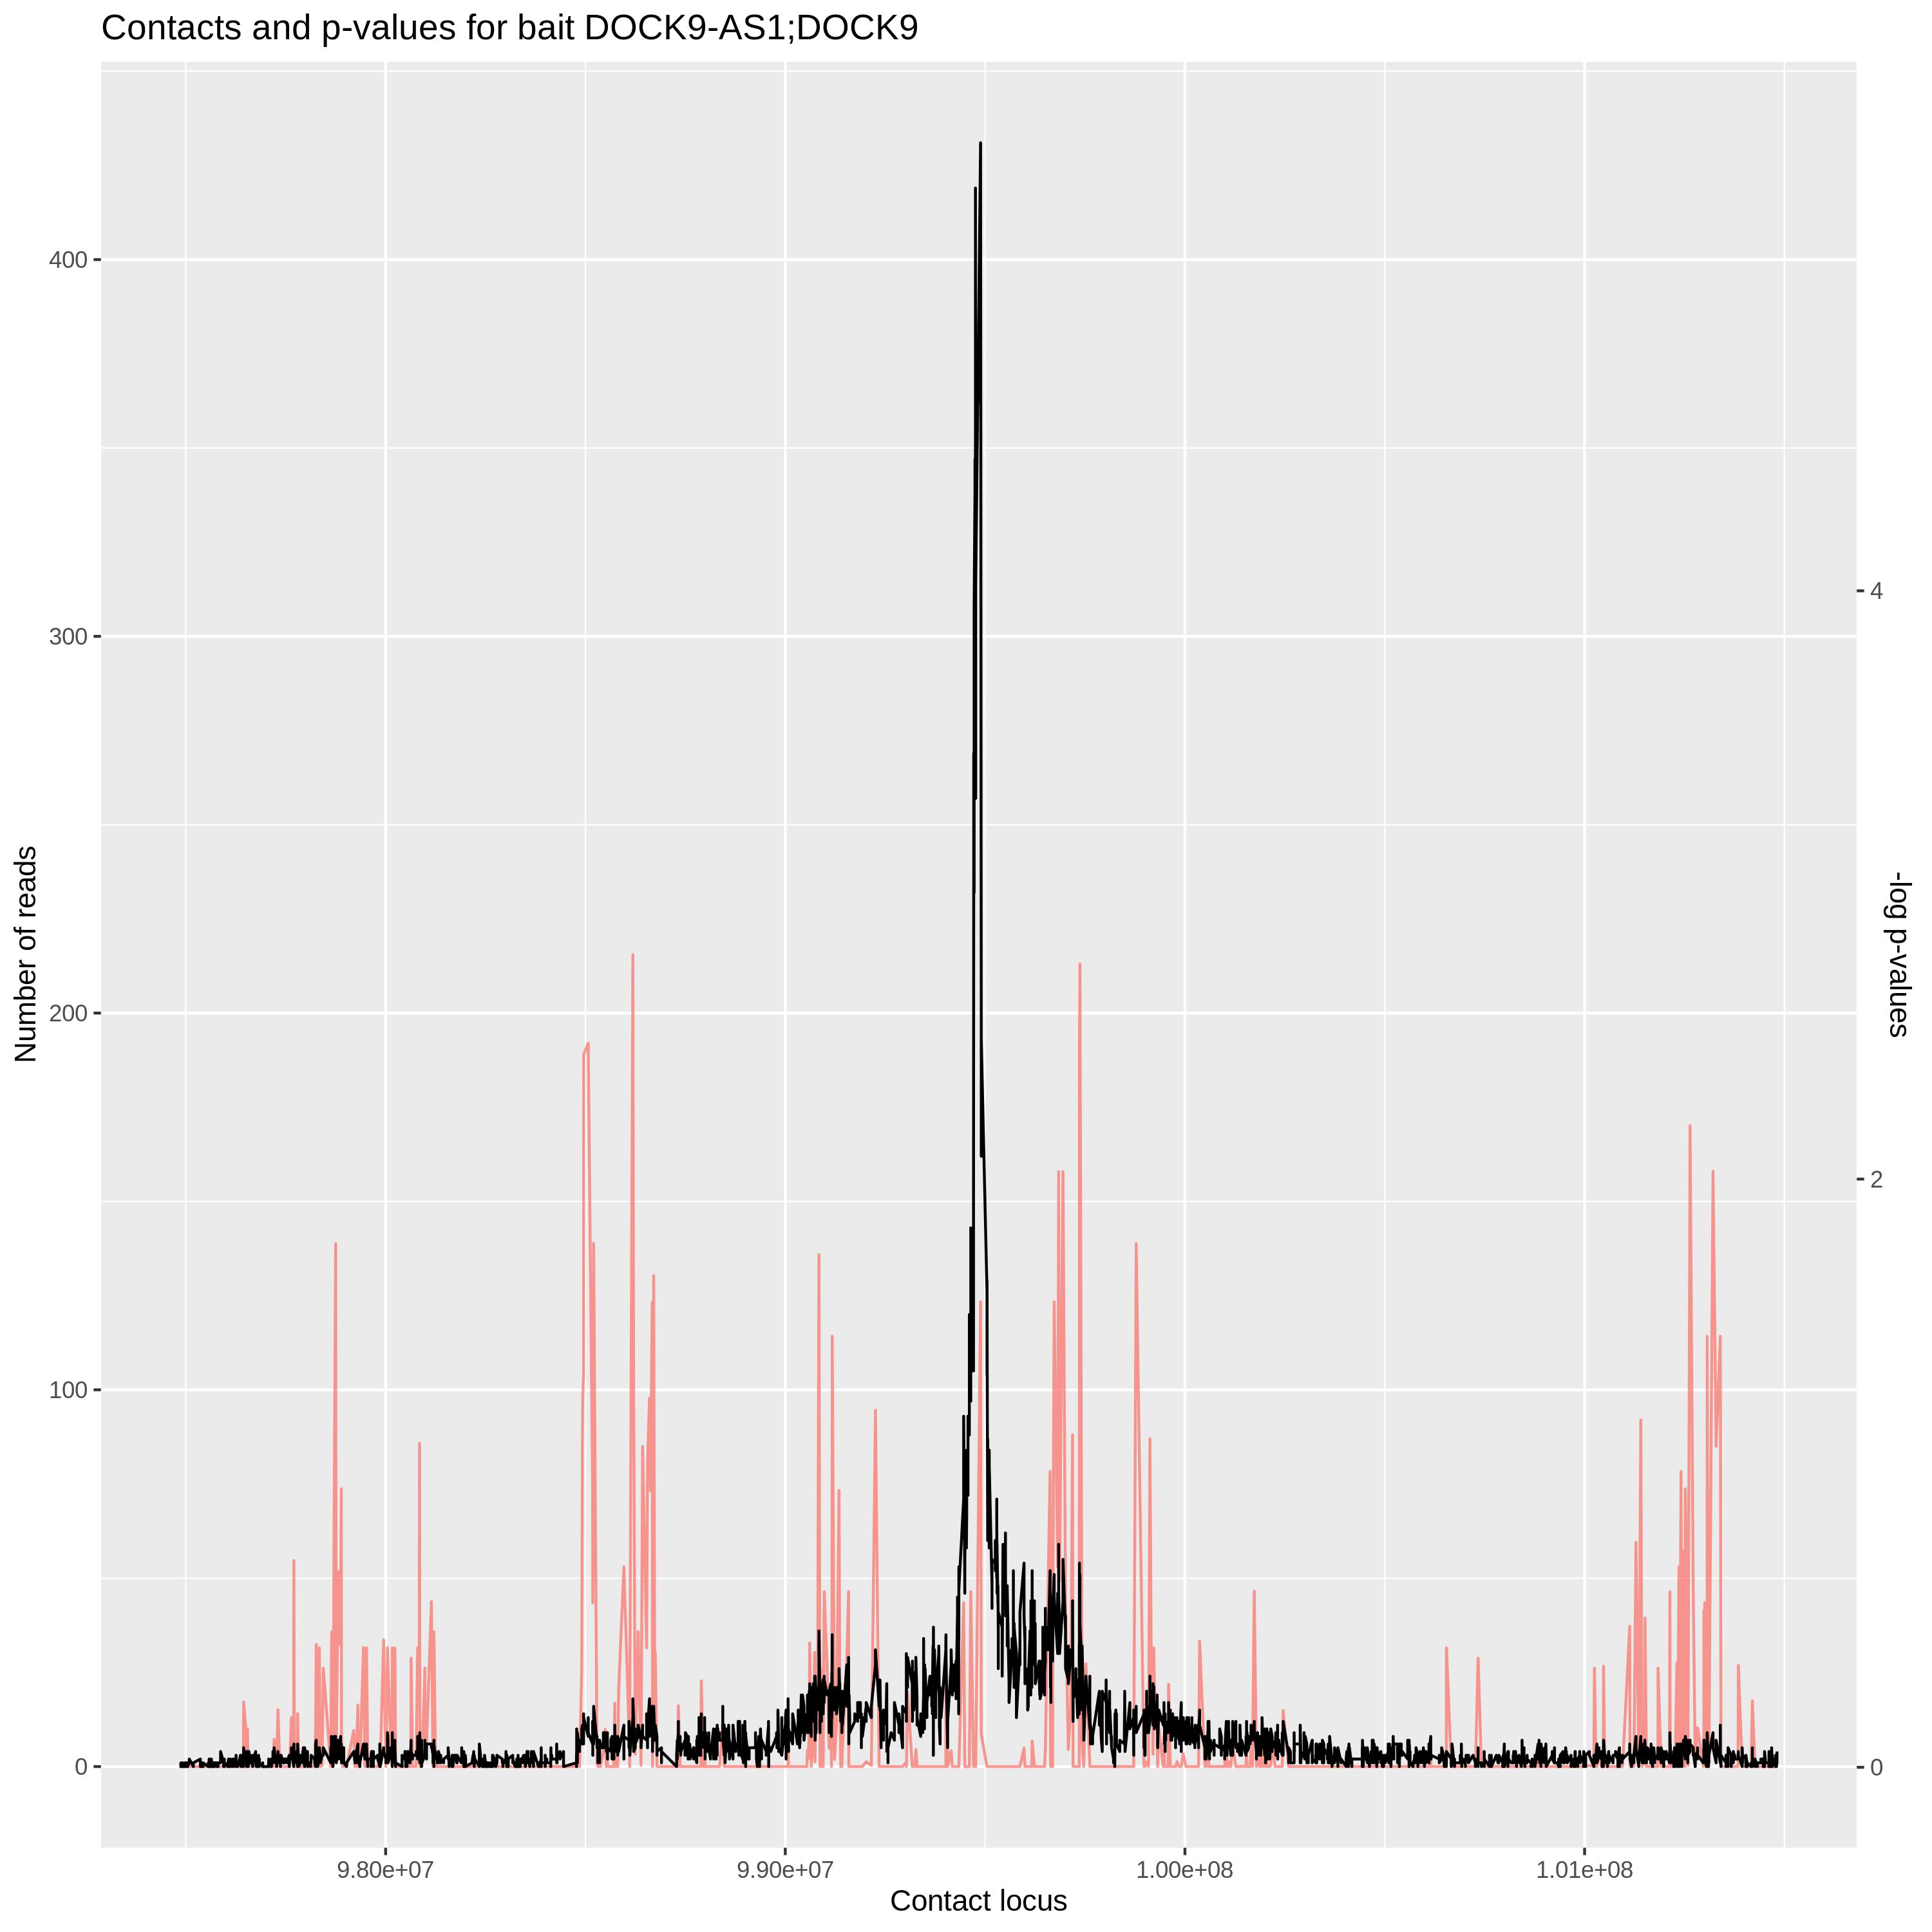 Contacts and p-values for bait DOCK9-AS1;DOCK9
Number of reads
400
300
200
100
0
-log p-values
4
2
0
9.80e+07 9.90e+07 1.00e+08 1.01e+08
Contact locus